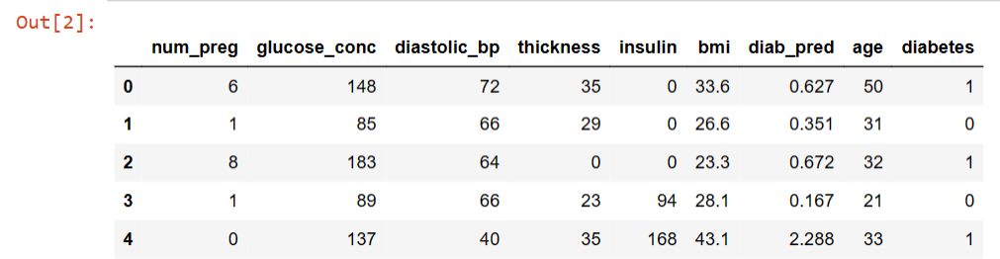 Out[2]:
num_preg glucose_conc diastolic_bp thickness insulin bmi diab_pred age diabetes
0 6 148 72 35 0 33.6 0.627 50 1
1 1 85 66 29 0 26.6 0.351 31 0
2 8 183 64 0 0 23.3 0.672 32 1
3 1 89 66 23 94 28.1 0.167 21 0
4 0 137 40 35 168 43.1 2.288 33 1